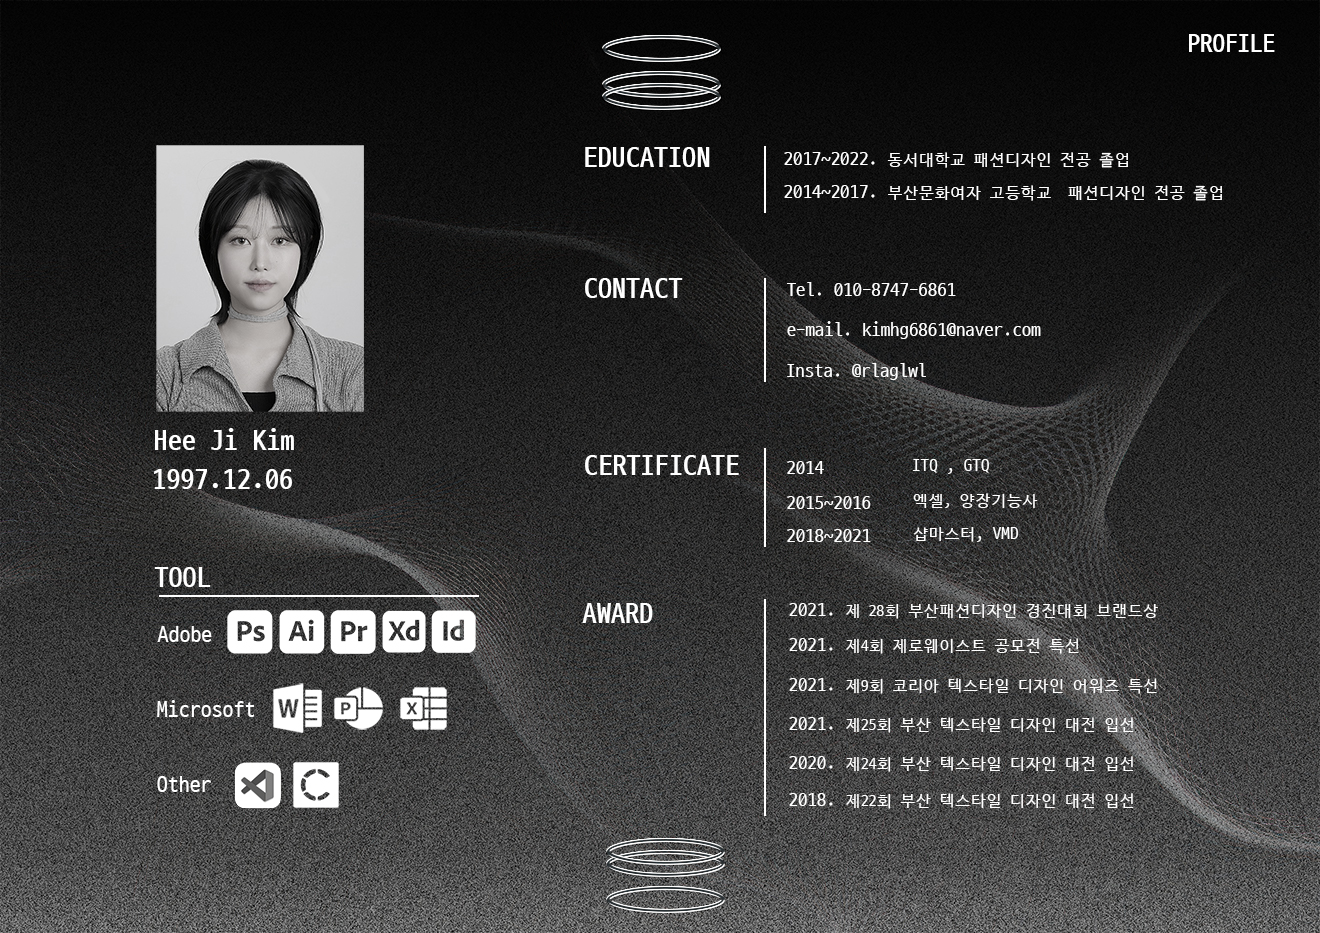 PROFILE
Hee Ji Kim
1997.12.06
TOOL
Adobe Ps Ai Pr Xd Id
Microsoft W P X
Other
EDUCATION
2017~2022. 동서대학교 패션디자인 전공 졸업
2014~2017. 부산문화여자 고등학교 패션디자인 전공 졸업
CONTACT
Tel. 010-8747-6861
e-mail. kimhg6861@naver.com
Insta. @rlaglwl
CERTIFICATE
2014 ITQ , GTQ
2015~2016 엑셀, 양장기능사
2018~2021 샵마스터, VMD
AWARD
2021. 제 28회 부산패션디자인 경진대회 브랜드상
2021. 제4회 제로웨이스트 공모전 특선
2021. 제9회 코리아 텍스타일 디자인 어워즈 특선
2021. 제25회 부산 텍스타일 디자인 대전 입선
2020. 제24회 부산 텍스타일 디자인 대전 입선
2018. 제22회 부산 텍스타일 디자인 대전 입선